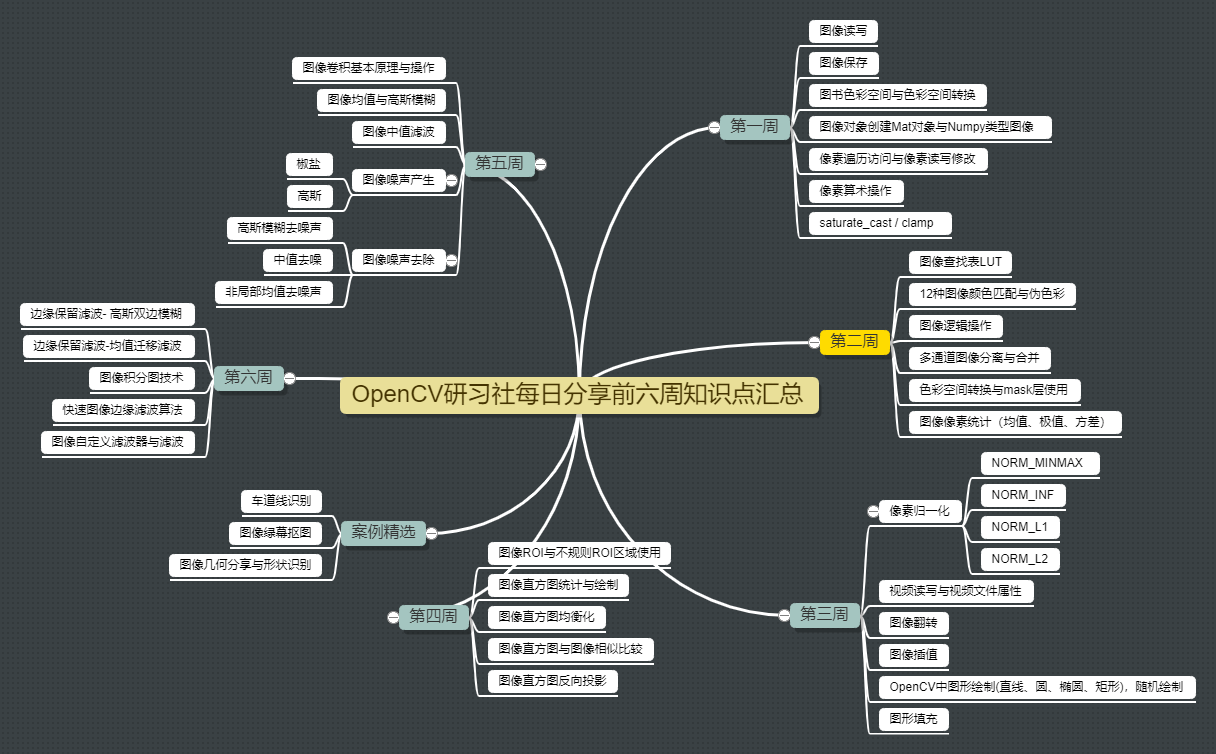 OpenCV研习社每日分享前六周知识点汇总
第一周
图像读写
图像保存
图书色彩空间与色彩空间转换
图像对象创建Mat对象与Numpy类型图像
像素遍历访问与像素读写修改
像素算术操作
saturate_cast / clamp
第二周
图像查找表LUT
12种图像颜色匹配与伪色彩
图像逻辑操作
多通道图像分离与合并
色彩空间转换与mask层使用
图像像素统计（均值、极值、方差）
第三周
像素归一化
NORM_MINMAX
NORM_INF
NORM_L1
NORM_L2
视频读写与视频文件属性
图像翻转
图像插值
OpenCV中图形绘制(直线、圆、椭圆、矩形)，随机绘制
图形填充
第四周
图像ROI与不规则ROI区域使用
图像直方图统计与绘制
图像直方图均衡化
图像直方图与图像相似比较
图像直方图反向投影
第五周
图像卷积基本原理与操作
图像均值与高斯模糊
图像中值滤波
图像噪声产生
椒盐
高斯
图像噪声去除
高斯模糊去噪声
中值去噪
非局部均值去噪声
第六周
边缘保留滤波- 高斯双边模糊
边缘保留滤波-均值迁移滤波
图像积分图技术
快速图像边缘滤波算法
图像自定义滤波器与滤波
案例精选
车道线识别
图像绿幕抠图
图像几何分享与形状识别